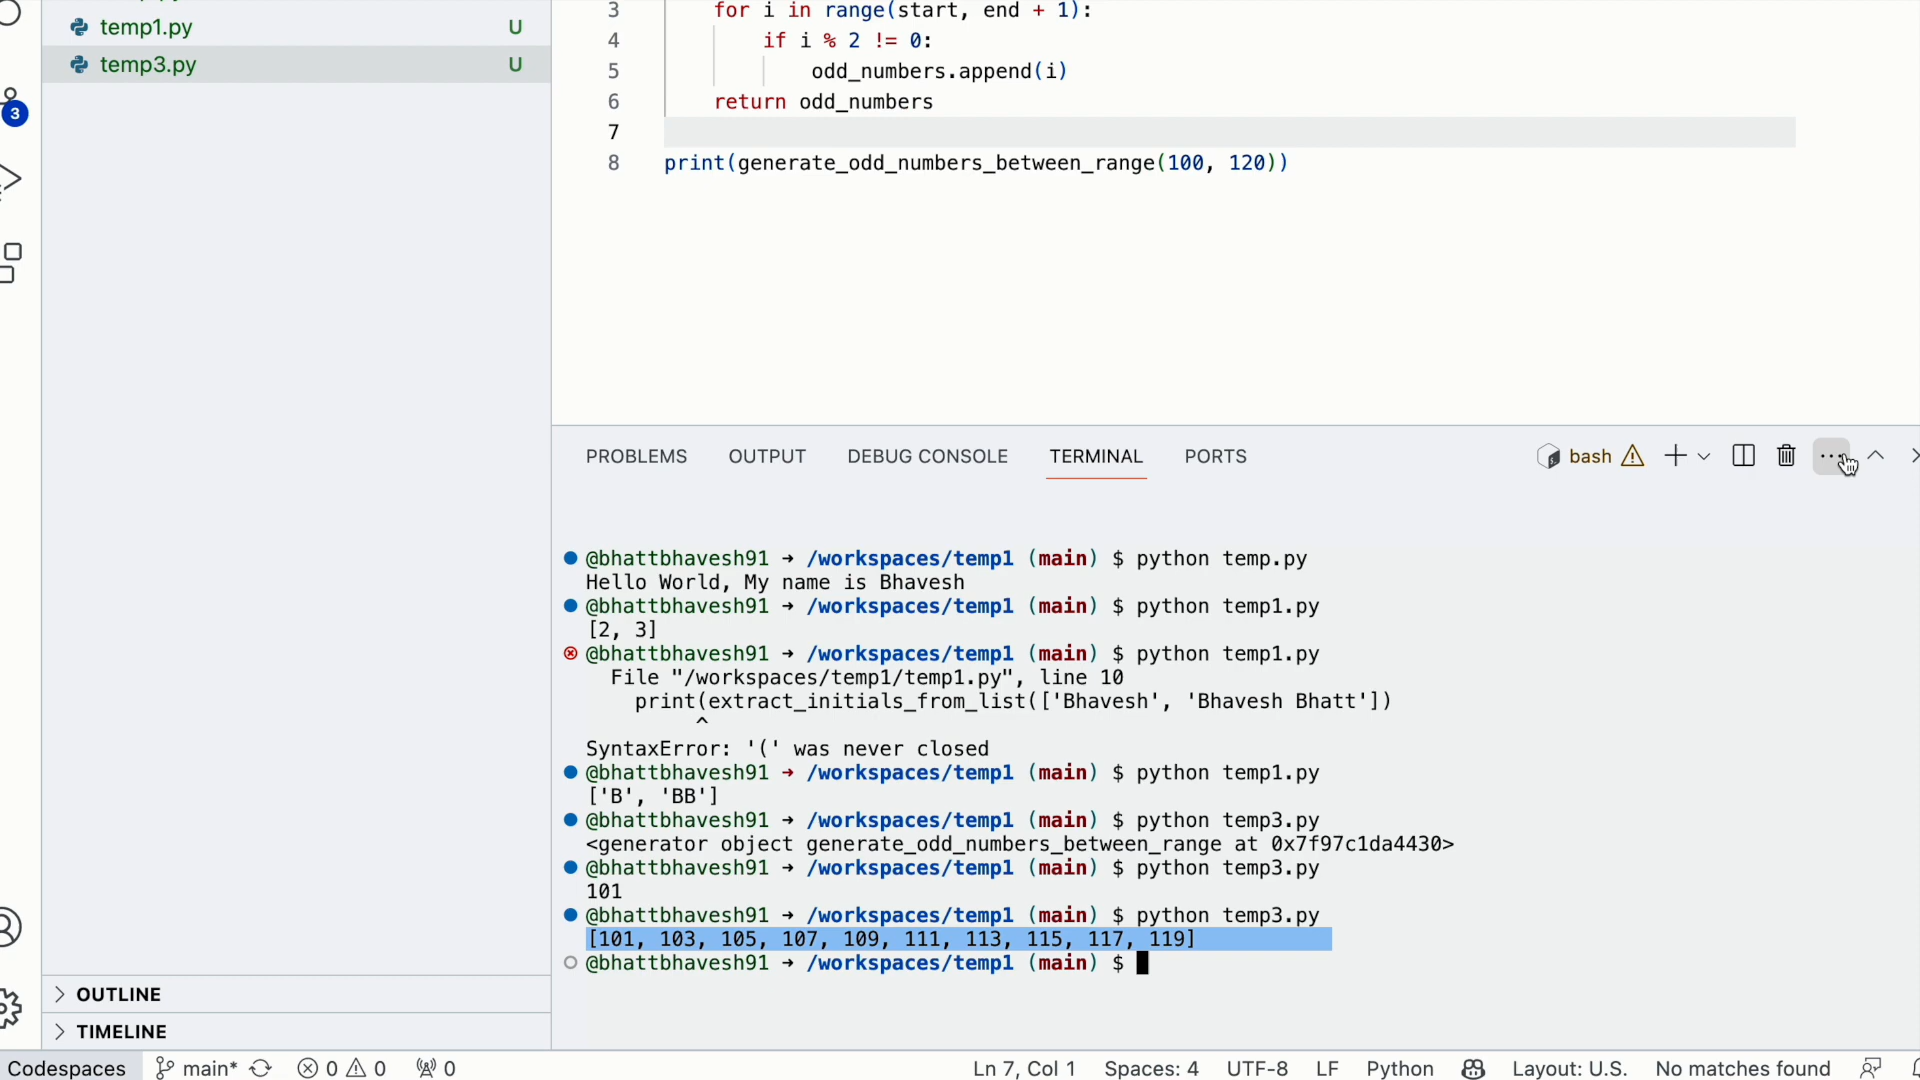 temp1.py U
temp3.py U
3
3 for i in range(start, end + 1):
4 if i % 2 != 0:
5 odd_numbers.append(i)
6 return odd_numbers
7
8 print(generate_odd_numbers_between_range(100, 120))
PROBLEMS OUTPUT DEBUG CONSOLE TERMINAL PORTS bash
@bhattbhavesh91 → /workspaces/temp1 (main) $ python temp.py
Hello World, My name is Bhavesh
@bhattbhavesh91 → /workspaces/temp1 (main) $ python temp1.py
[2, 3]
@bhattbhavesh91 → /workspaces/temp1 (main) $ python temp1.py
File "/workspaces/temp1/temp1.py", line 10
print(extract_initials_from_list(['Bhavesh', 'Bhavesh Bhatt'])
^
SyntaxError: '(' was never closed
@bhattbhavesh91 → /workspaces/temp1 (main) $ python temp1.py
['B', 'BB']
@bhattbhavesh91 → /workspaces/temp1 (main) $ python temp3.py
<generator object generate_odd_numbers_between_range at 0x7f97c1da4430>
@bhattbhavesh91 → /workspaces/temp1 (main) $ python temp3.py
101
@bhattbhavesh91 → /workspaces/temp1 (main) $ python temp3.py
[101, 103, 105, 107, 109, 111, 113, 115, 117, 119]
@bhattbhavesh91 → /workspaces/temp1 (main) $
OUTLINE
TIMELINE
Codespaces main* 0 0 0 Ln 7, Col 1 Spaces: 4 UTF-8 LF Python Layout: U.S. No matches found